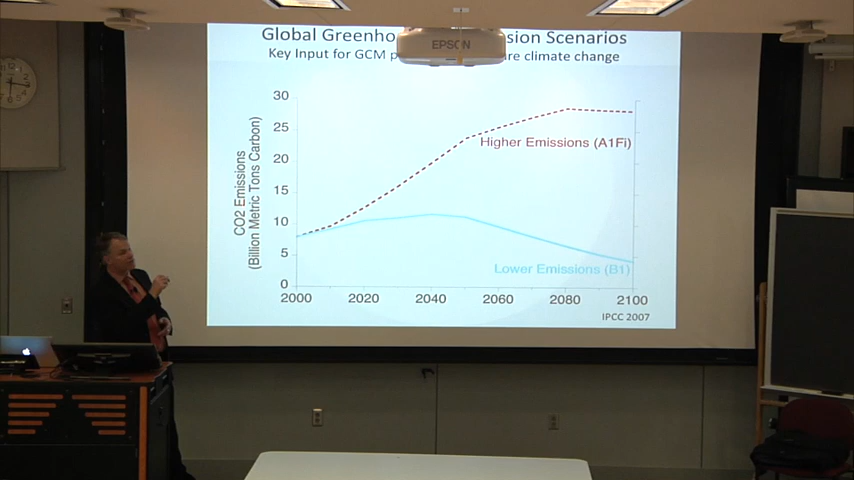 Global Greenho sion Scenarios
Key Input for GCM p re climate change
EPSON
30
25
20
15
10
5
0
CO2 Emissions
(Billion Metric Tons Carbon)
Higher Emissions (A1Fi)
Lower Emissions (B1)
2000 2020 2040 2060 2080 2100
IPCC 2007